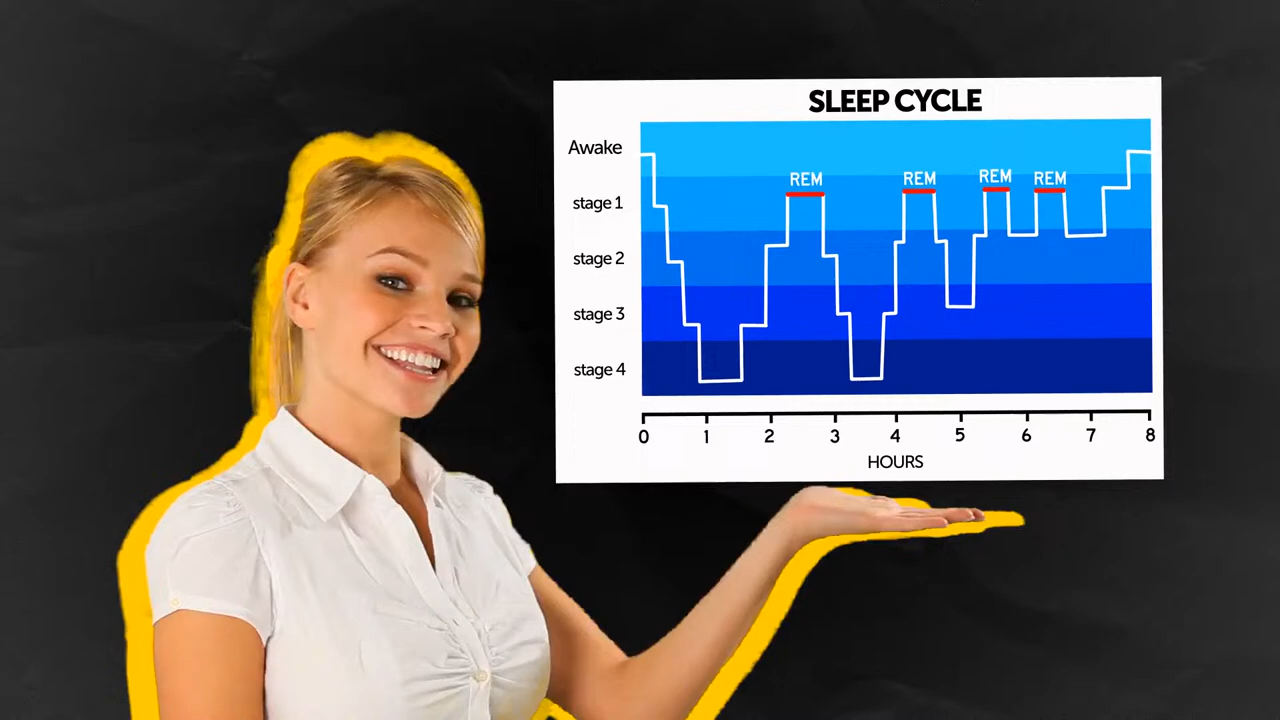 SLEEP CYCLE
Awake
REM
REM
REM
REM
stage 1
stage 2
stage 3
stage 4
0 1 2 3 4 5 6 7 8
HOURS